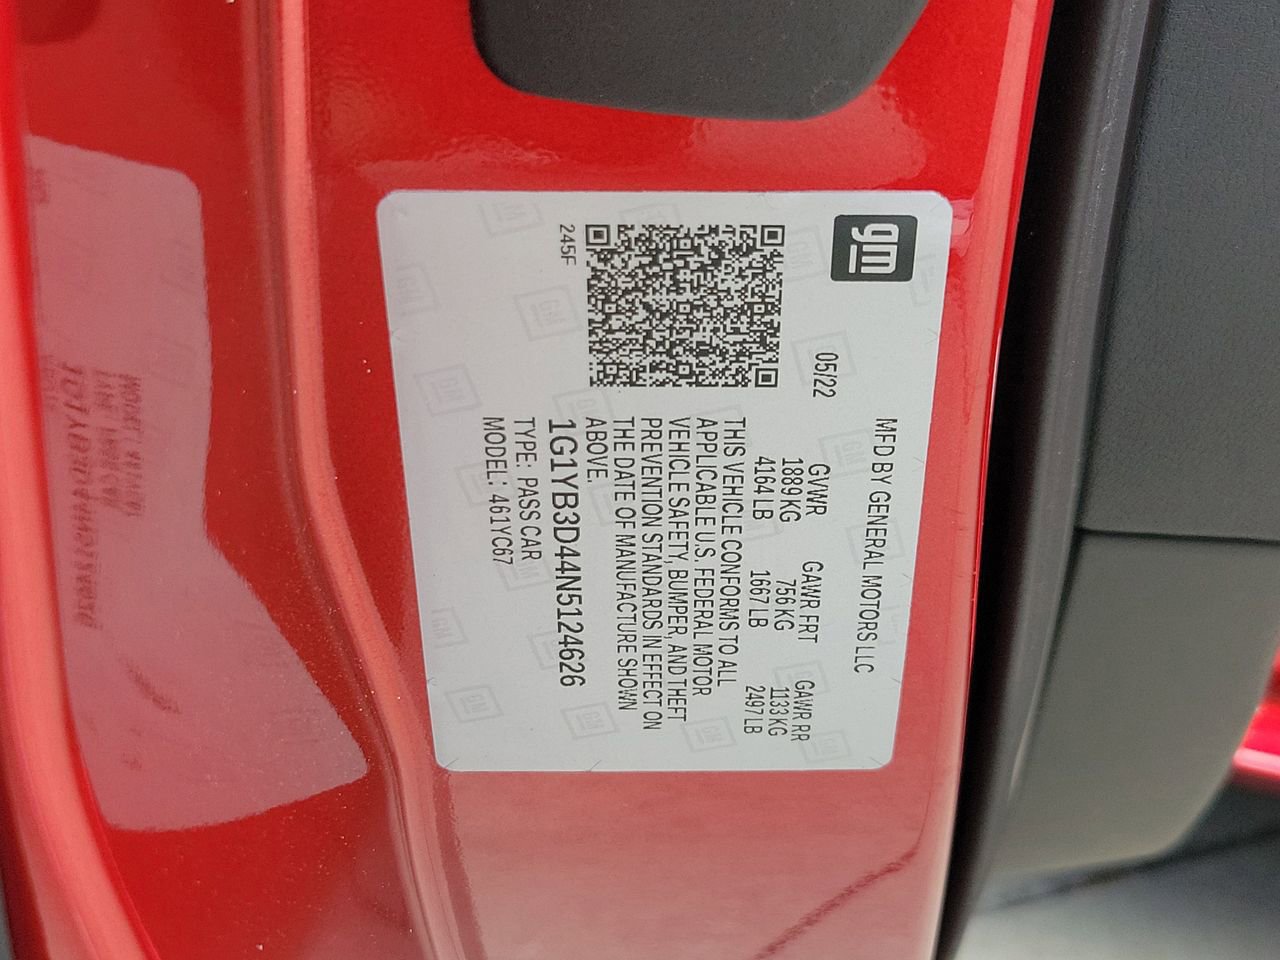 gm
MFD BY GENERAL MOTORS LLC
05/22
GVWR GAWR FRT GAWR RR
1889 KG 756 KG 1133 KG
4164 LB 1667 LB 2497 LB
THIS VEHICLE CONFORMS TO ALL
APPLICABLE U.S. FEDERAL MOTOR
VEHICLE SAFETY, BUMPER, AND THEFT
PREVENTION STANDARDS IN EFFECT ON
THE DATE OF MANUFACTURE SHOWN
ABOVE.
1G1YB3D44N5124626
TYPE: PASS CAR
MODEL: 461YC67
245F